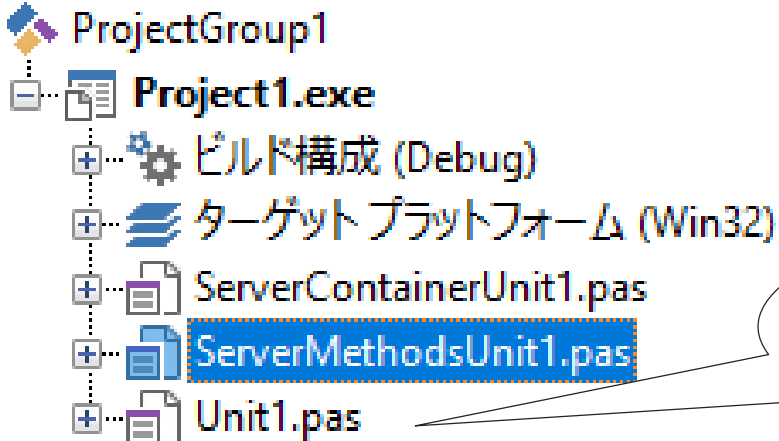 ProjectGroup1
Project1.exe
ビルド構成 (Debug)
ターゲット プラットフォーム (Win32)
ServerContainerUnit1.pas
ServerMethodsUnit1.pas
Unit1.pas